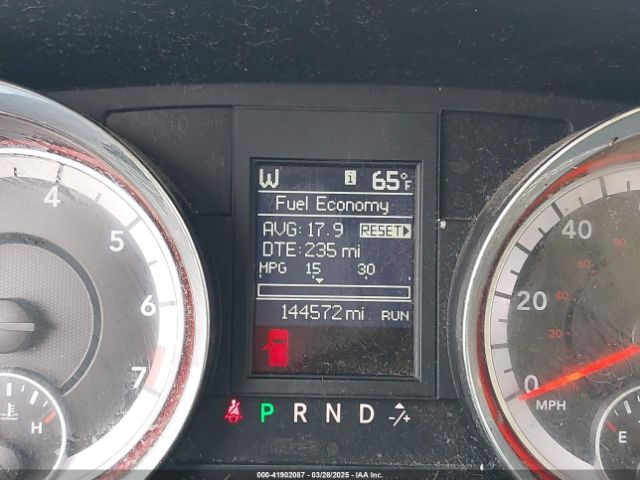 W i 65°F
Fuel Economy
AVG: 17.9 RESET
DTE: 235 mi
MPG 15 30
144572 mi RUN
P R N D -/+
4
5
6
7
H
40
20
0
MPH
E
000-41902087 | 03/28/2025 - IAA Inc.